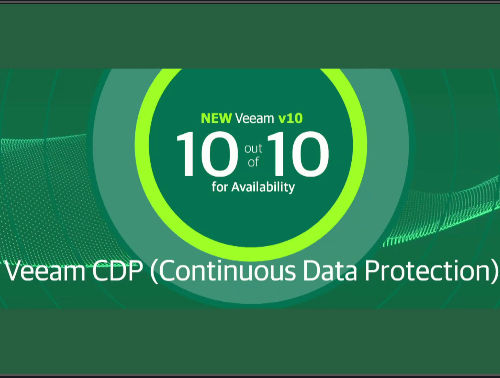 NEW Veeam v10
10 out of 10
for Availability
Veeam CDP (Continuous Data Protection)